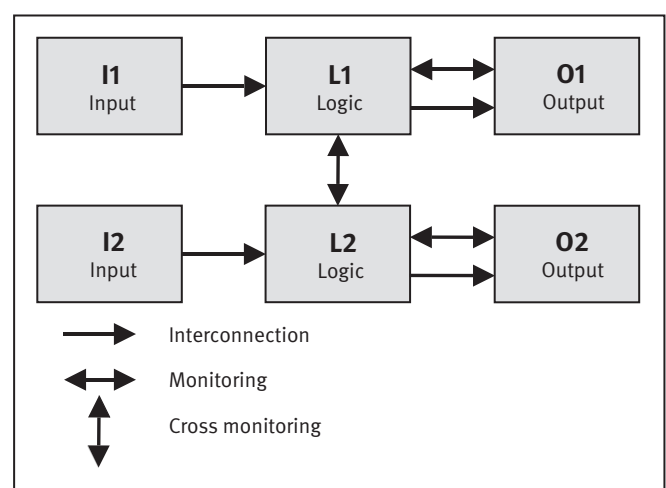 I1
Input
L1
Logic
O1
Output
I2
Input
L2
Logic
O2
Output
Interconnection
Monitoring
Cross monitoring